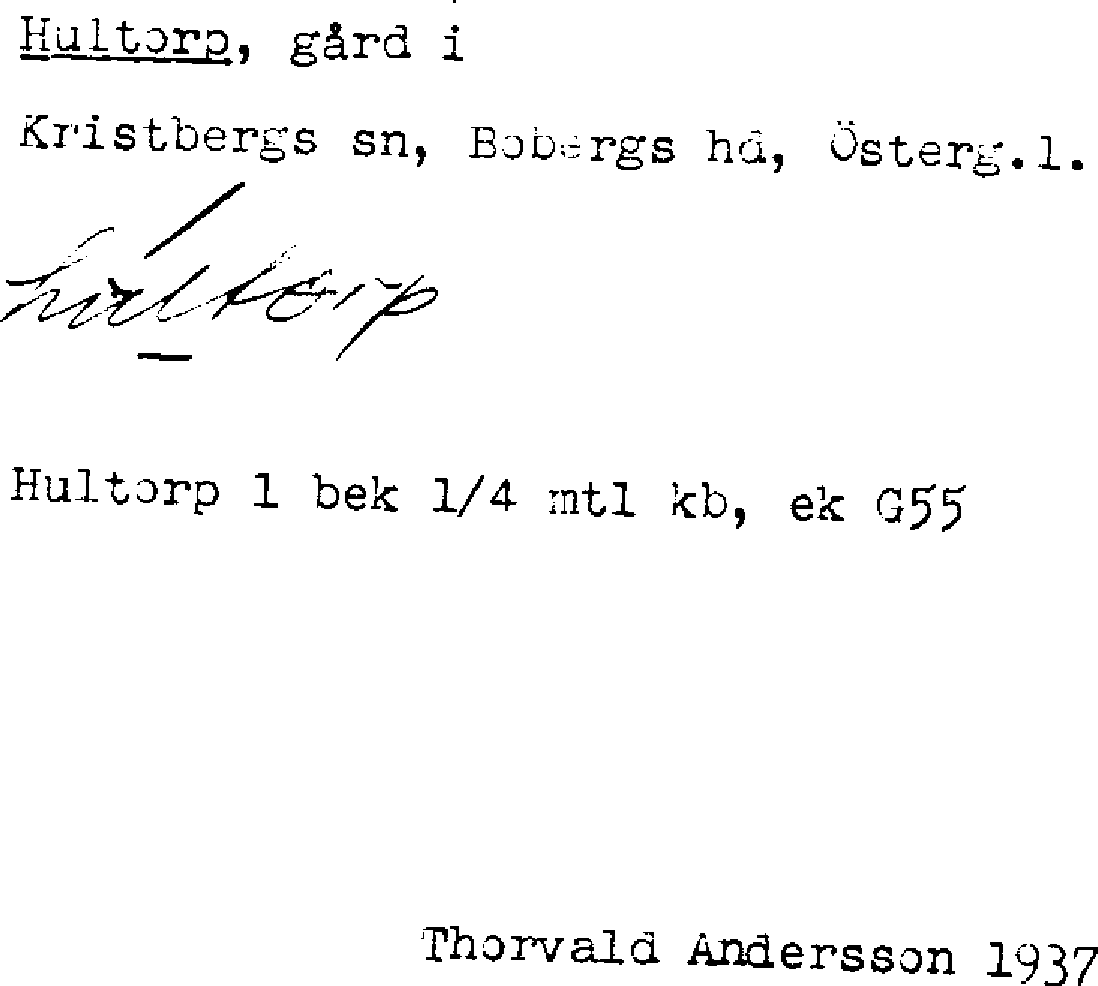 Hultorp, gård i
Kristbergs sn, Bobergs hd, Österg.l.
Hultorp 1 bek 1/4 mtl kb, ek G55
Thorvald Andersson 1937